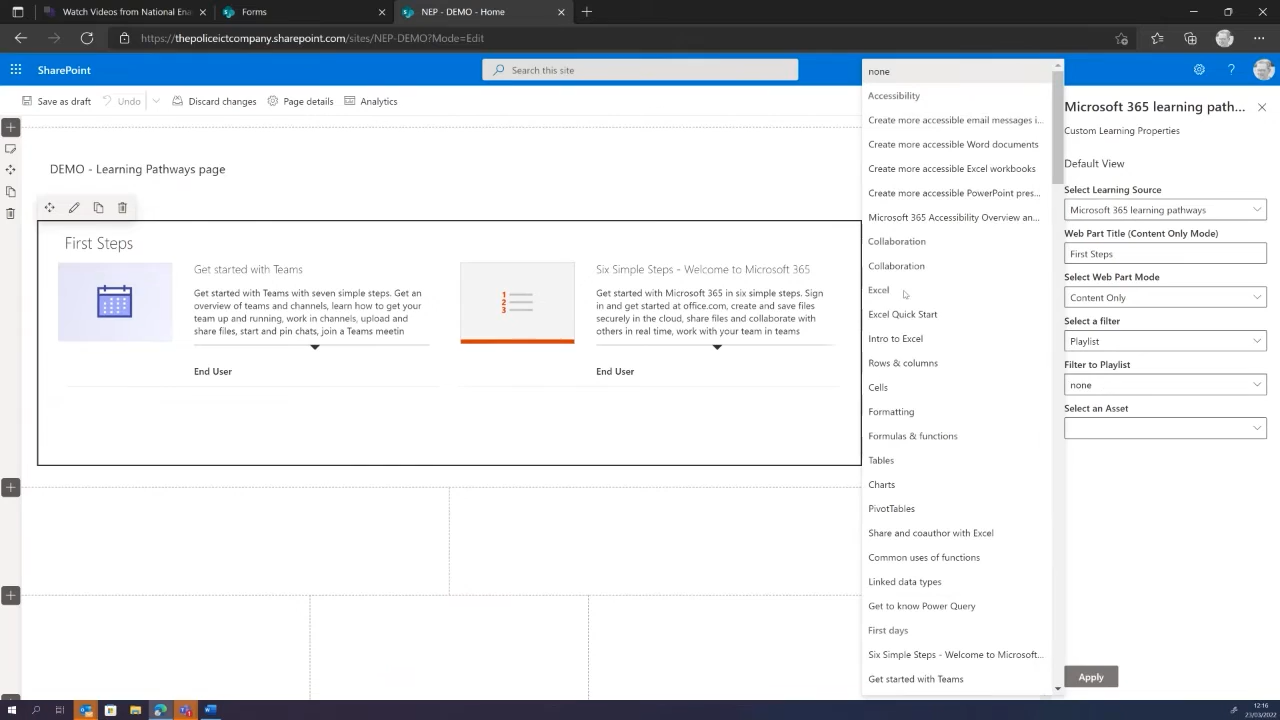 Watch Videos from National Ena
Forms
NEP - DEMO - Home
https://thepoliceictcompany.sharepoint.com/sites/NEP-DEMO?Mode=Edit
SharePoint
Search this site
Save as draft
Undo
Discard changes
Page details
Analytics
DEMO - Learning Pathways page
First Steps
Get started with Teams
Get started with Teams with seven simple steps. Get an
overview of teams and channels, learn how to get your
team up and running, work in channels, upload and
share files, start and pin chats, join a Teams meetin
End User
Six Simple Steps - Welcome to Microsoft 365
Get started with Microsoft 365 in six simple steps. Sign
in and get started at office.com, create and save files
securely in the cloud, share files and collaborate with
others in real time, work with your team in teams
End User
none
Accessibility
Create more accessible email messages i...
Create more accessible Word documents
Create more accessible Excel workbooks
Create more accessible PowerPoint pres...
Microsoft 365 Accessibility Overview an...
Collaboration
Collaboration
Excel
Excel Quick Start
Intro to Excel
Rows & columns
Cells
Formatting
Formulas & functions
Tables
Charts
PivotTables
Share and coauthor with Excel
Common uses of functions
Linked data types
Get to know Power Query
First days
Six Simple Steps - Welcome to Microsoft...
Get started with Teams
Microsoft 365 learning path...
Custom Learning Properties
Default View
Select Learning Source
Microsoft 365 learning pathways
Web Part Title (Content Only Mode)
First Steps
Select Web Part Mode
Content Only
Select a filter
Playlist
Filter to Playlist
none
Select an Asset
Apply
12:16
23/03/2022